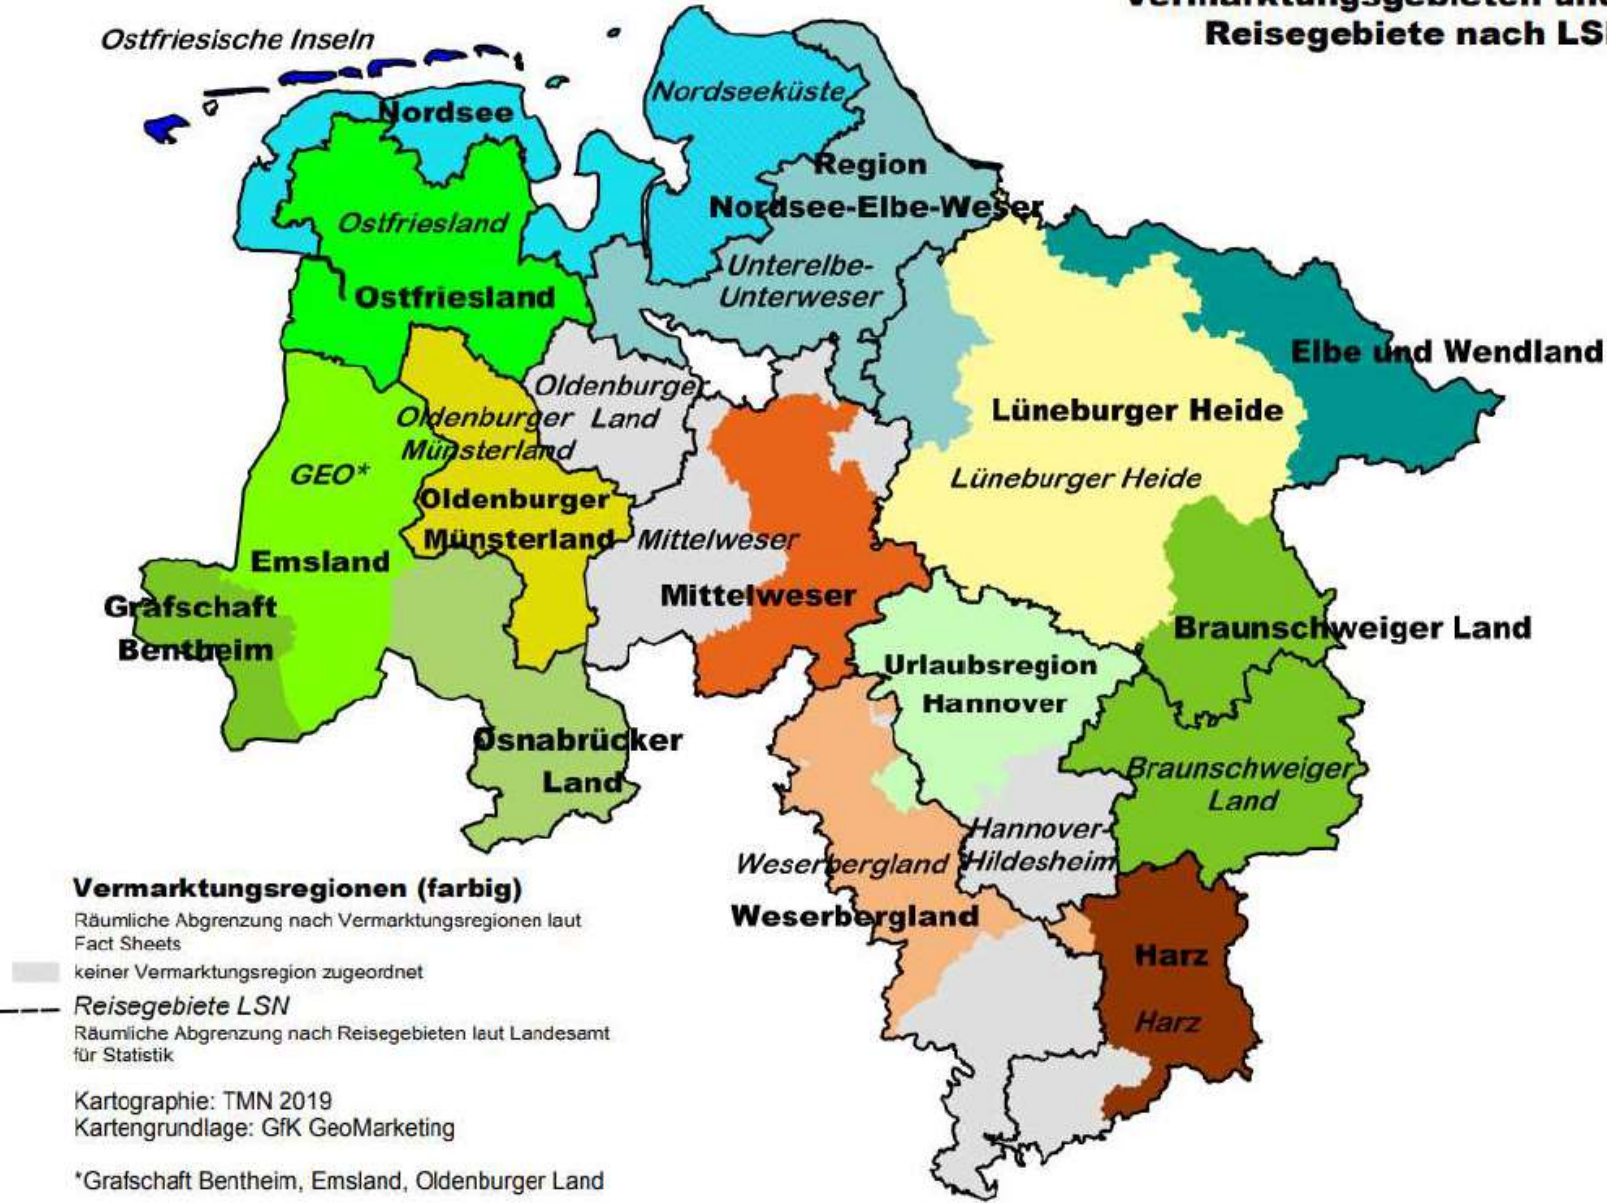 Vermarktungsgebieten und
Reisegebiete nach LS
Ostfriesische Inseln
Nordsee
Nordseeküste
Region
Nordsee-Elbe-Weser
Ostfriesland
Ostfriesland
Unterelbe-
Unterweser
Elbe und Wendland
Oldenburger
Land
Oldenburger
Münsterland
Lüneburger Heide
Lüneburger Heide
GEO*
Oldenburger
Münsterland
Mittelweser
Mittelweser
Emsland
Grafschaft
Bentheim
Braunschweiger Land
Urlaubsregion
Hannover
Osnabrücker
Land
Braunschweiger
Land
Hannover-
Hildesheim
Weserbergland
Weserbergland
Harz
Harz
Vermarktungsregionen (farbig)
Räumliche Abgrenzung nach Vermarktungsregionen laut
Fact Sheets
keiner Vermarktungsregion zugeordnet
Reisegebiete LSN
Räumliche Abgrenzung nach Reisegebieten laut Landesamt
für Statistik
Kartographie: TMN 2019
Kartengrundlage: GfK GeoMarketing
*Grafschaft Bentheim, Emsland, Oldenburger Land